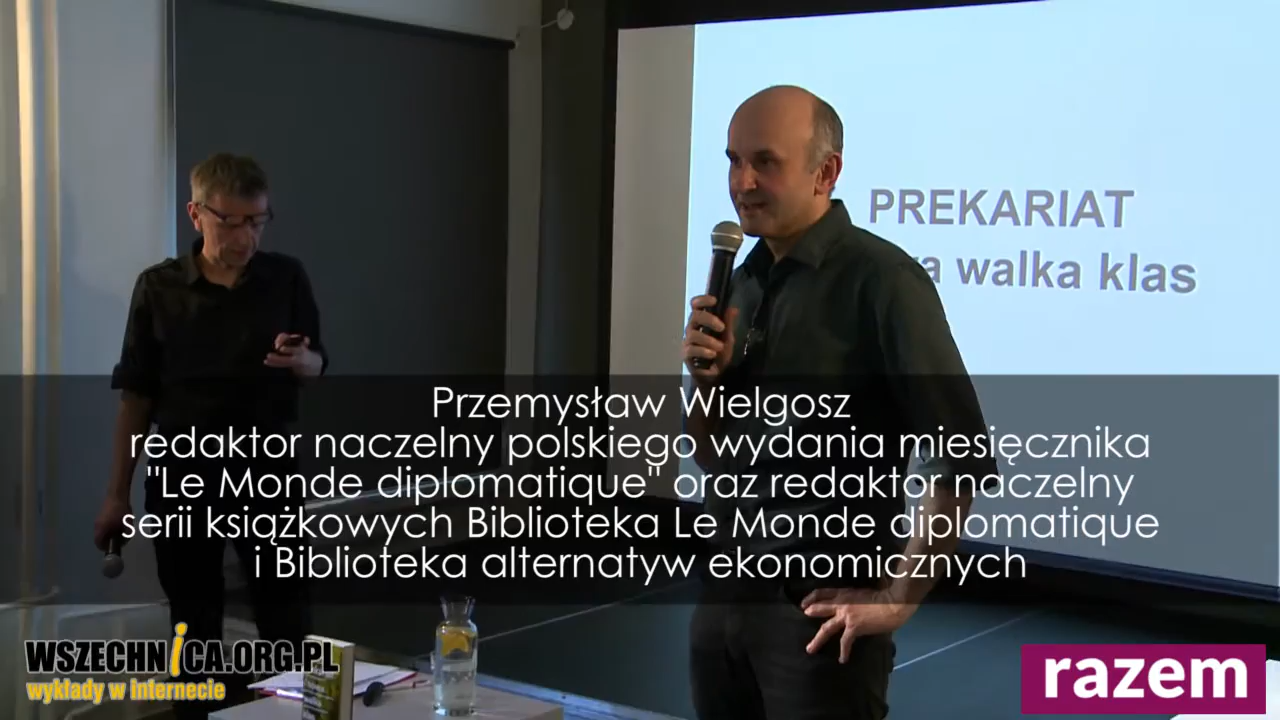 PREKARIAT
walka klas
Przemysław Wielgosz
redaktor naczelny polskiego wydania miesięcznika
"Le Monde diplomatique" oraz redaktor naczelny
serii książkowych Biblioteka Le Monde diplomatique
i Biblioteka alternatyw ekonomicznych
WSZECHNICA.ORG.PL
wykłady w internecie
razem